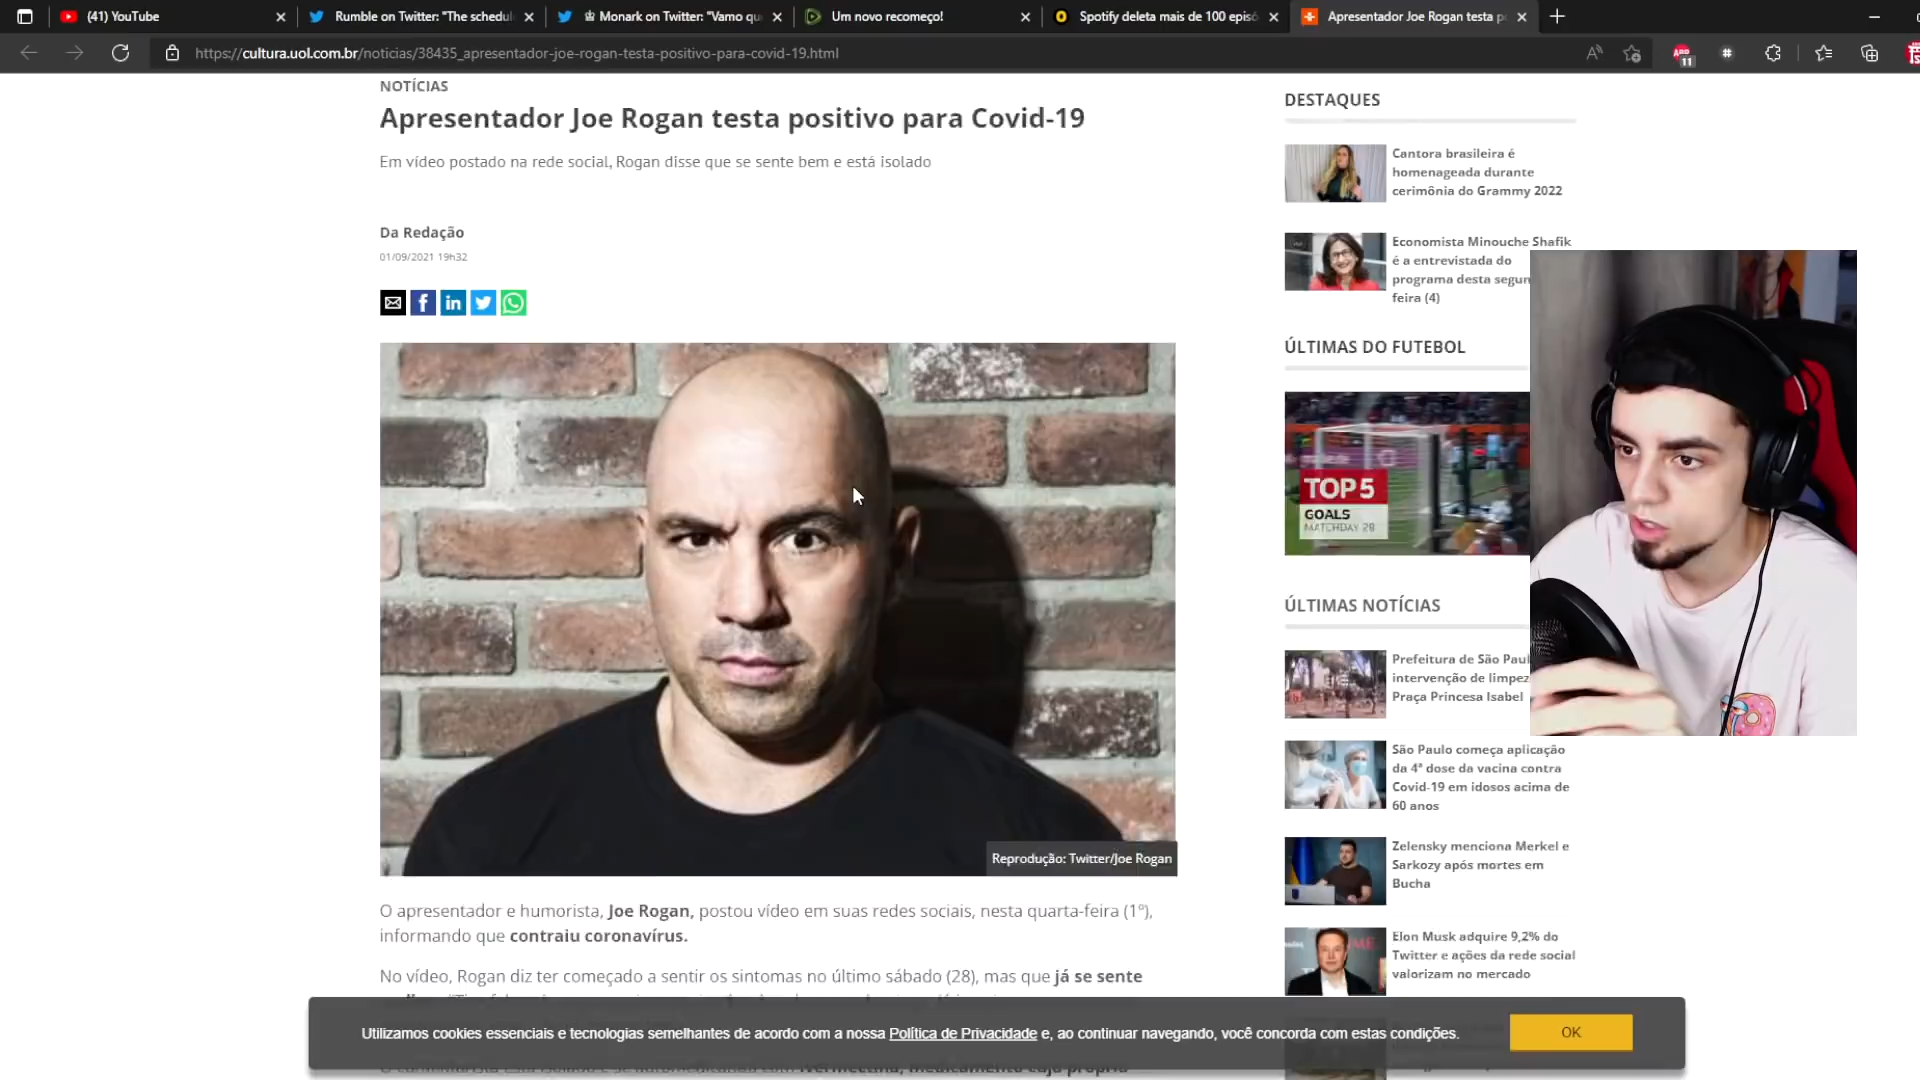 (41) YouTube
Rumble on Twitter: "The schedul
Monark on Twitter: "Vamo qu
Um novo recomeço!
Spotify deleta mais de 100 episó
Apresentador Joe Rogan testa p
https://cultura.uol.com.br/noticias/38435_apresentador-joe-rogan-testa-positivo-para-covid-19.html
11
NOTÍCIAS
Apresentador Joe Rogan testa positivo para Covid-19
Em vídeo postado na rede social, Rogan disse que se sente bem e está isolado
Da Redação
01/09/2021 19h32
Reprodução: Twitter/Joe Rogan
O apresentador e humorista, Joe Rogan, postou vídeo em suas redes sociais, nesta quarta-feira (1º),
informando que contraiu coronavírus.
No vídeo, Rogan diz ter começado a sentir os sintomas no último sábado (28), mas que já se sente
DESTAQUES
Cantora brasileira é
homenageada durante
cerimônia do Grammy 2022
Economista Minouche Shafik
é a entrevistada do
programa desta segun
feira (4)
ÚLTIMAS DO FUTEBOL
TOP 5
GOALS
MATCHDAY 28
ÚLTIMAS NOTÍCIAS
Prefeitura de São Paul
intervenção de limpez
Praça Princesa Isabel
São Paulo começa aplicação
da 4ª dose da vacina contra
Covid-19 em idosos acima de
60 anos
Zelensky menciona Merkel e
Sarkozy após mortes em
Bucha
Elon Musk adquire 9,2% do
Twitter e ações da rede social
valorizam no mercado
Utilizamos cookies essenciais e tecnologias semelhantes de acordo com a nossa Política de Privacidade e, ao continuar navegando, você concorda com estas condições.
OK